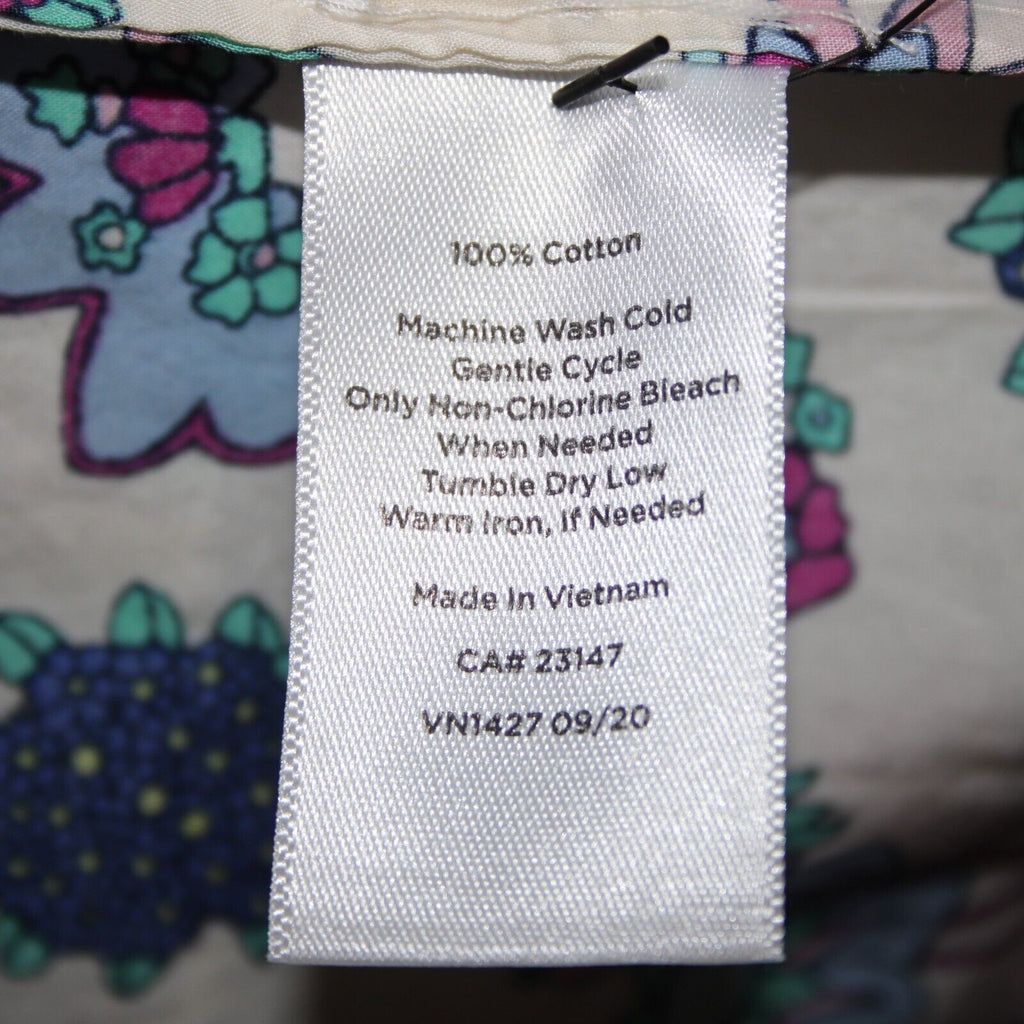 100% Cotton
Machine Wash Cold
Gentle Cycle
Only Non-Chlorine Bleach
When Needed
Tumble Dry Low
Warm Iron, If Needed
Made In Vietnam
CA# 23147
VN1427 09/20